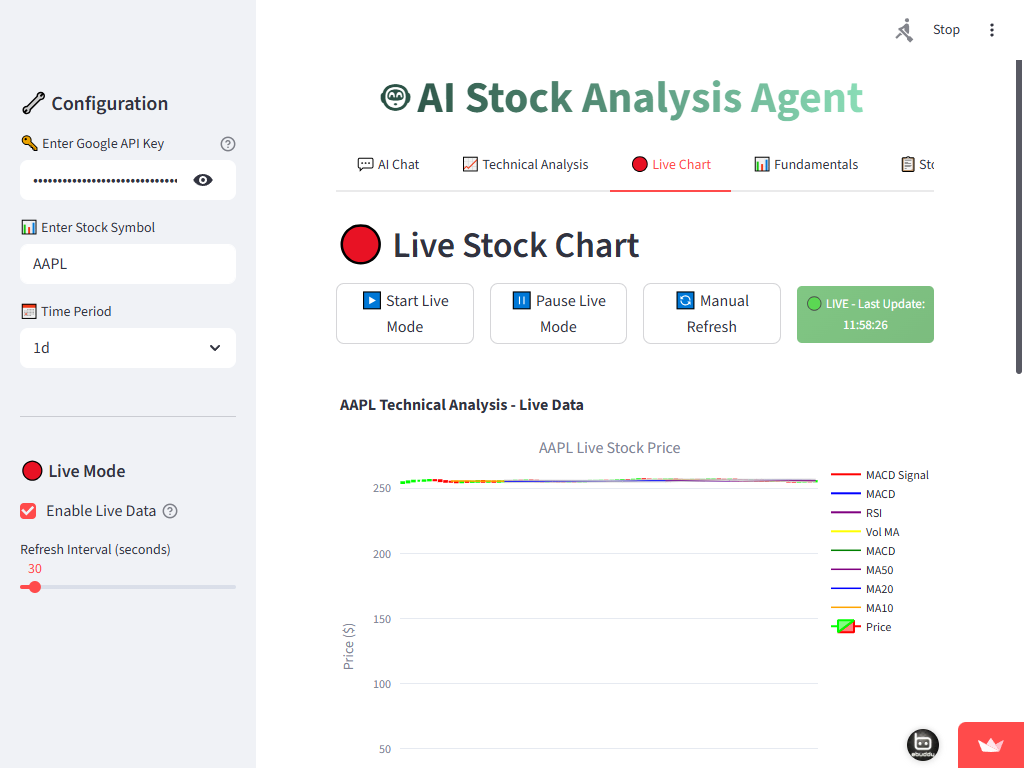 Stop
Configuration
Enter Google API Key
Enter Stock Symbol
AAPL
Time Period
1d
Live Mode
Enable Live Data
Refresh Interval (seconds)
30
AI Stock Analysis Agent
AI Chat
Technical Analysis
Live Chart
Fundamentals
Sto
Live Stock Chart
Start Live
Mode
Pause Live
Mode
Manual
Refresh
LIVE - Last Update:
11:58:26
AAPL Technical Analysis - Live Data
AAPL Live Stock Price
250
200
150
100
50
Price ($)
MACD Signal
MACD
RSI
Vol MA
MACD
MA50
MA20
MA10
Price